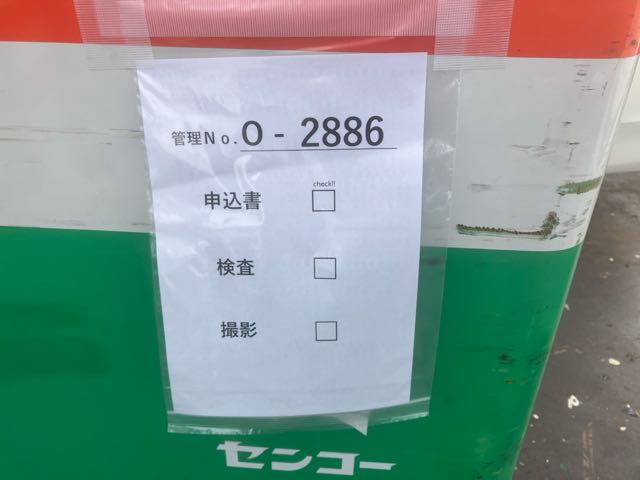 管理No. O - 2886
check!!
申込書 □
検査 □
撮影 □
センコー